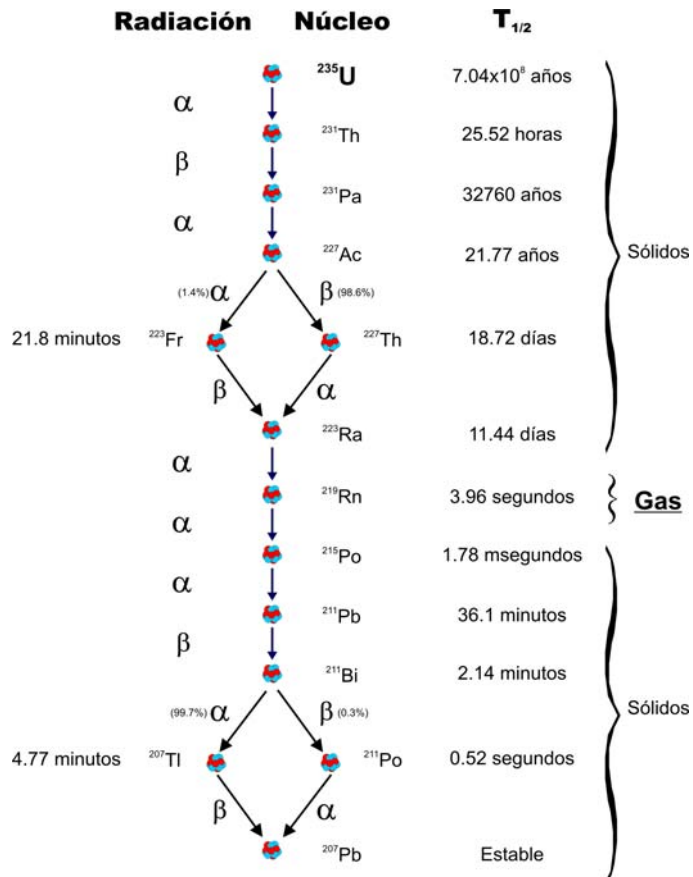 Radiación Núcleo T1/2
²³⁵U 7.04x10⁸ años
α
²³¹Th 25.52 horas
β
²³¹Pa 32760 años
α
²²⁷Ac 21.77 años
Sólidos
(1.4%) α β (98.6%)
21.8 minutos ²²³Fr ²²⁷Th 18.72 días
β α
²²³Ra 11.44 días
α
²¹⁹Rn 3.96 segundos Gas
α
²¹⁵Po 1.78 msegundos
α
²¹¹Pb 36.1 minutos
β
²¹¹Bi 2.14 minutos
Sólidos
(99.7%) α β (0.3%)
4.77 minutos ²⁰⁷Tl ²¹¹Po 0.52 segundos
β α
²⁰⁷Pb Estable